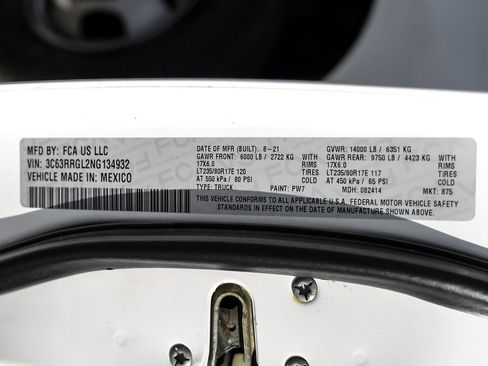 MFD BY: FCA US LLC
VIN: 3C63RRGL2NG134932
VEHICLE MADE IN: MEXICO
DATE OF MFR (BUILT): 8-21 GVWR: 14000 LB / 6351 KG
GAWR FRONT: 6000 LB / 2722 KG GAWR REAR: 9750 LB / 4423 KG
17X6.0 RIMS 17X6.0 RIMS
LT235/80R17E 120 TIRES LT235/80R17E 117 TIRES
AT 550 kPa / 80 PSI AT 450 kPa / 65 PSI
TYPE: TRUCK PAINT: PW7 MDH: 082414 MKT: 875
THIS VEHICLE CONFORMS TO ALL APPLICABLE U.S.A. FEDERAL MOTOR VEHICLE SAFETY
STANDARDS IN EFFECT ON THE DATE OF MANUFACTURE SHOWN ABOVE